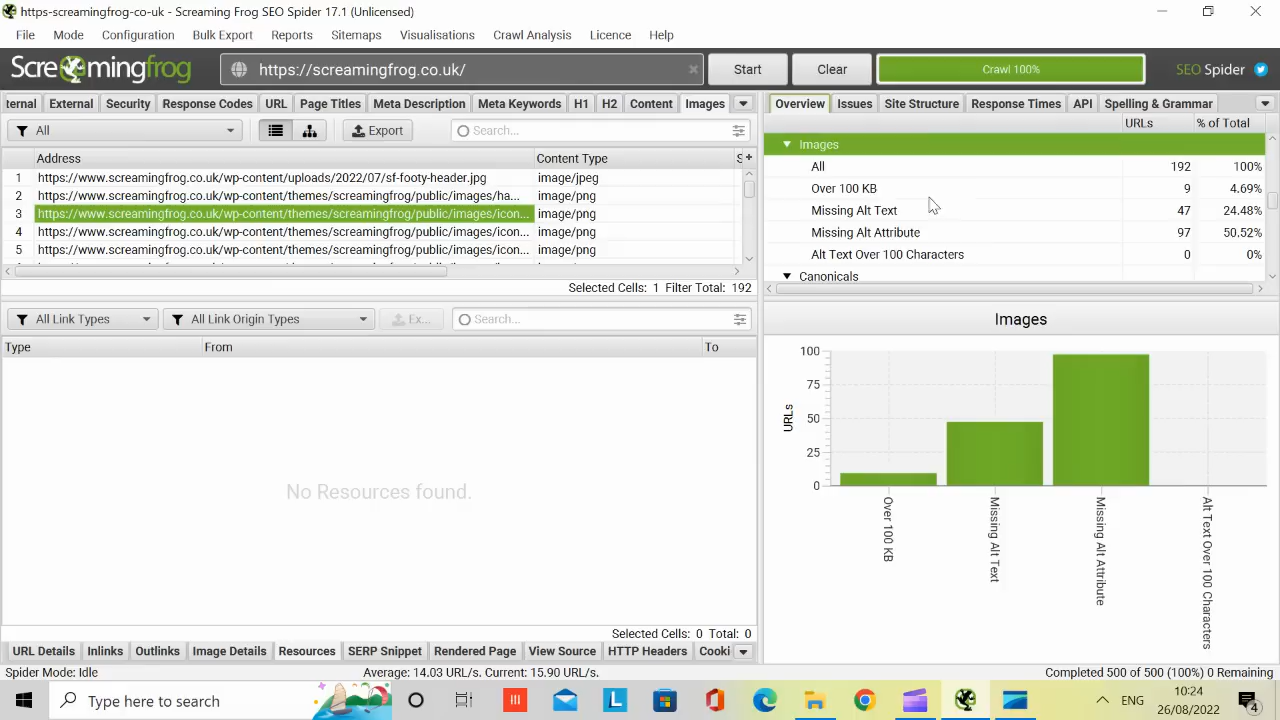 https-screamingfrog-co-uk - Screaming Frog SEO Spider 17.1 (Unlicensed)
File Mode Configuration Bulk Export Reports Sitemaps Visualisations Crawl Analysis Licence Help
Screamingfrog https://screamingfrog.co.uk/ Start Clear Crawl 100% SEO Spider
ternal External Security Response Codes URL Page Titles Meta Description Meta Keywords H1 H2 Content Images
All Export Search...
Address Content Type S
1 https://www.screamingfrog.co.uk/wp-content/uploads/2022/07/sf-footy-header.jpg image/jpeg
2 https://www.screamingfrog.co.uk/wp-content/themes/screamingfrog/public/images/ha... image/png
3 https://www.screamingfrog.co.uk/wp-content/themes/screamingfrog/public/images/icon... image/png
4 https://www.screamingfrog.co.uk/wp-content/themes/screamingfrog/public/images/icon... image/png
5 https://www.screamingfrog.co.uk/wp-content/themes/screamingfrog/public/images/icon... image/png
Selected Cells: 1 Filter Total: 192
All Link Types All Link Origin Types Ex... Search...
Type From To
No Resources found.
Selected Cells: 0 Total: 0
URL Details Inlinks Outlinks Image Details Resources SERP Snippet Rendered Page View Source HTTP Headers Cooki
Overview Issues Site Structure Response Times API Spelling & Grammar
URLs % of Total
Images
All 192 100%
Over 100 KB 9 4.69%
Missing Alt Text 47 24.48%
Missing Alt Attribute 97 50.52%
Alt Text Over 100 Characters 0 0%
Canonicals
Images
URLs
100
75
50
25
0
Over 100 KB
Missing Alt Text
Missing Alt Attribute
Alt Text Over 100 Characters
Spider Mode: Idle Average: 14.03 URL/s. Current: 15.90 URL/s. Completed 500 of 500 (100%) 0 Remaining
Type here to search L ENG 10:24
26/08/2022 4